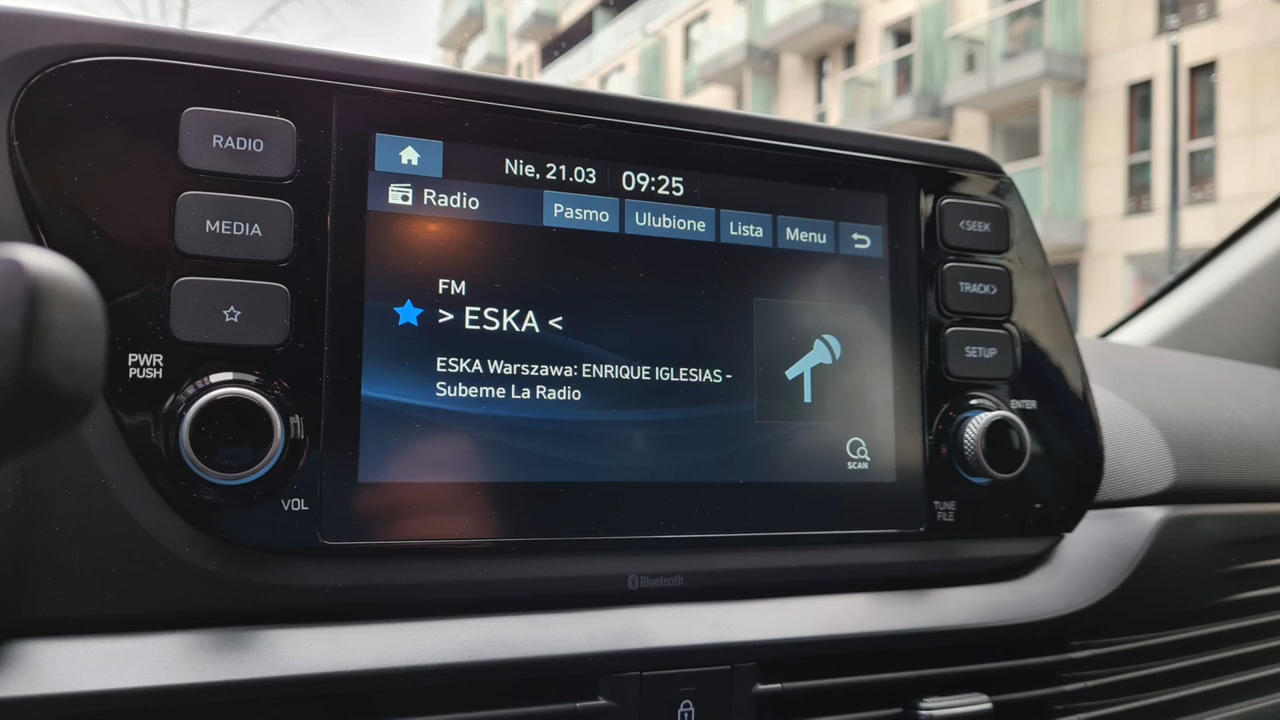 RADIO
MEDIA
PWR
PUSH
VOL
Nie, 21.03 09:25
Radio Pasmo Ulubione Lista Menu
FM
> ESKA <
ESKA Warszawa: ENRIQUE IGLESIAS -
Subeme La Radio
SCAN
<SEEK
TRACK>
SETUP
ENTER
TUNE
FILE
Bluetooth